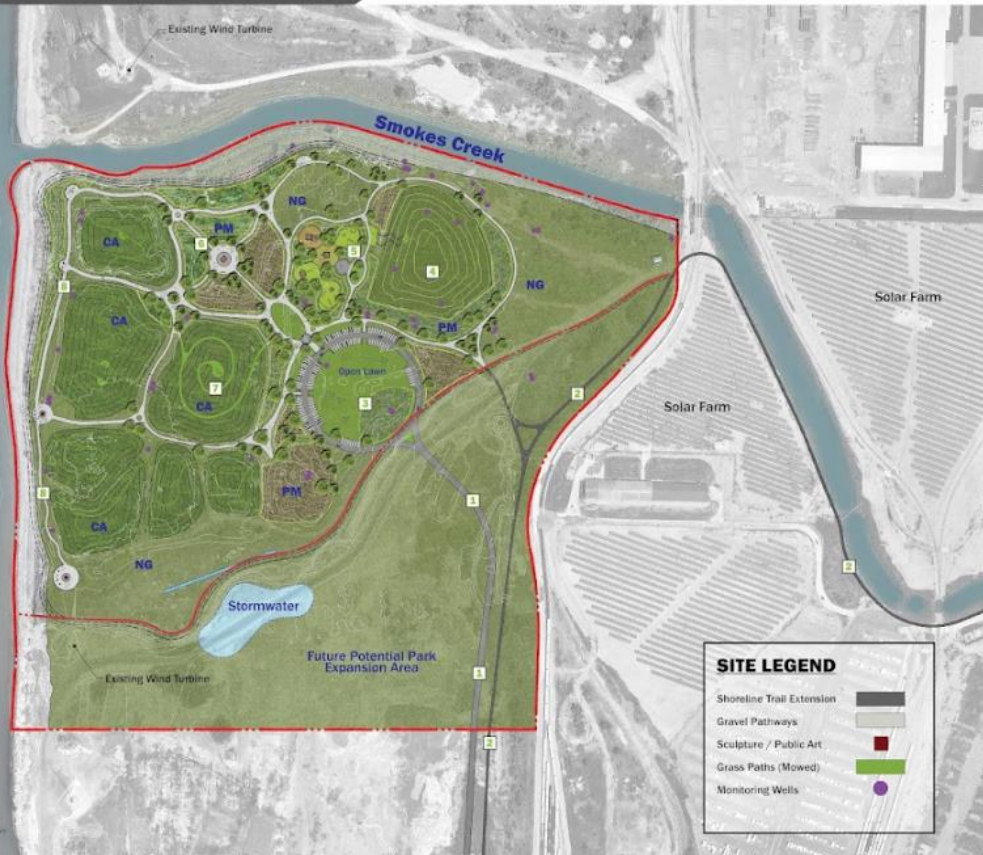 Existing Wind Turbine
Smokes Creek
NG
CA
PM
6
5
4
NG
8
CA
PM
Solar Farm
Open Lawn
7
CA
3
2
Solar Farm
8
PM
1
CA
NG
2
Stormwater
Future Potential Park
Expansion Area
1
Existing Wind Turbine
2
SITE LEGEND
Shoreline Trail Extension
Gravel Pathways
Sculpture / Public Art
Grass Paths (Mowed)
Monitoring Wells